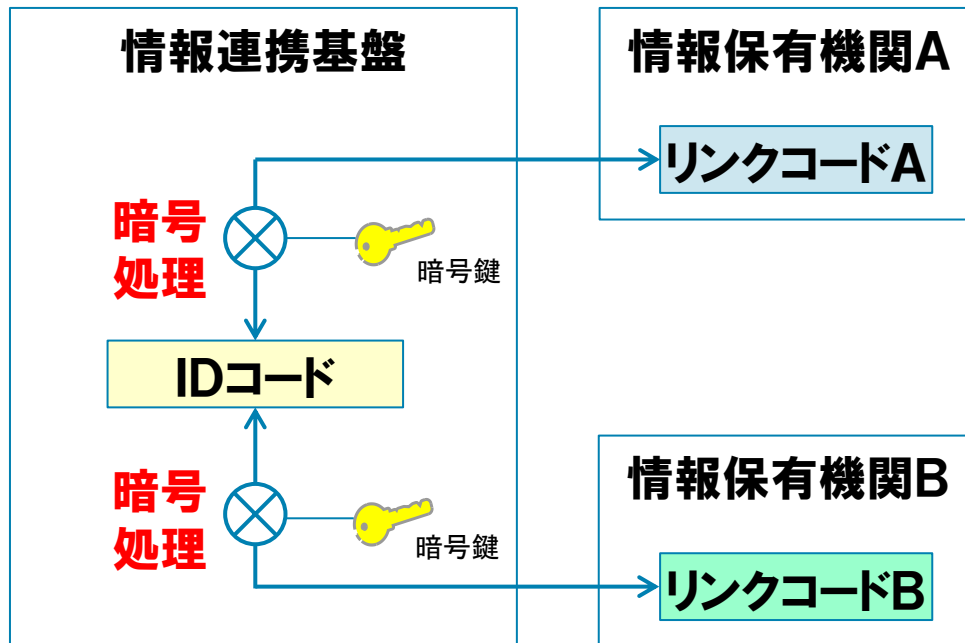 情報連携基盤
情報保有機関A
リンクコードA
暗号
処理
暗号鍵
IDコード
暗号
処理
暗号鍵
情報保有機関B
リンクコードB